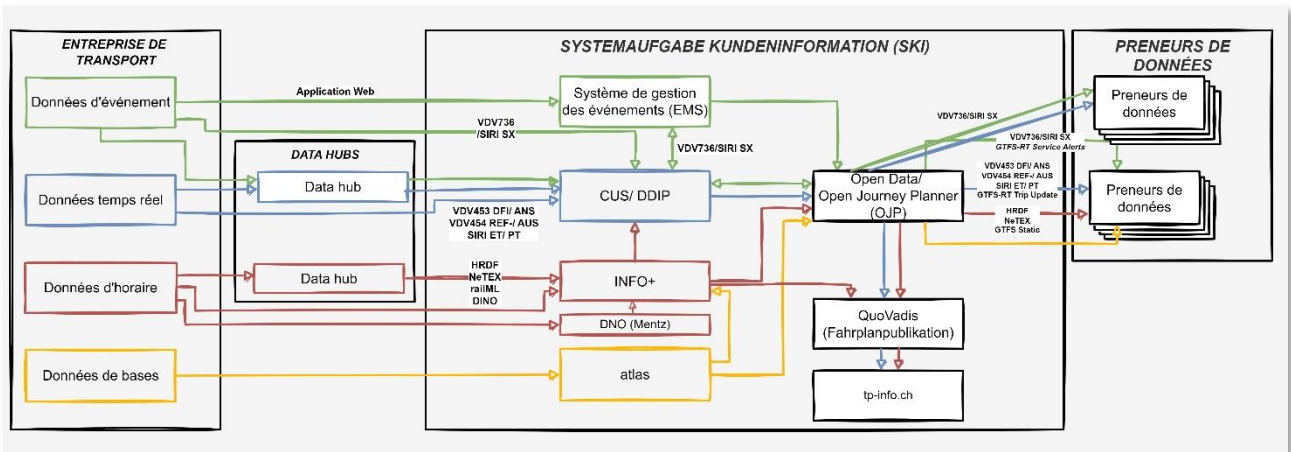 ENTREPRISE DE
TRANSPORT
Données d'événement
Données temps réel
Données d'horaire
Données de bases
DATA HUBS
Data hub
Data hub
Application Web
VDV736
/SIRI SX
VDV453 DFI/ ANS
VDV454 REF-/ AUS
SIRI ET/ PT
HRDF
NeTEX
railML
DINO
SYSTEMAUFGABE KUNDENINFORMATION (SKI)
Système de gestion
des événements (EMS)
VDV736/SIRI SX
CUS/ DDIP
INFO+
DNO (Mentz)
atlas
Open Data/
Open Journey Planner
(OJP)
QuoVadis
(Fahrplanpublikation)
tp-info.ch
VDV736/SIRI SX
VDV736/SIRI SX
GTFS-RT Service Alerts
VDV453 DFI/ ANS
VDV454 REF-/ AUS
SIRI ET/ PT
GTFS-RT Trip Update
HRDF
NeTEX
GTFS Static
PRENEURS DE
DONNÉES
Preneurs de
données
Preneurs de
données